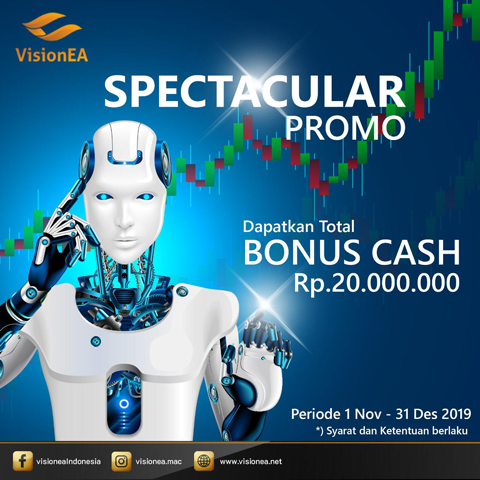 VisionEA
SPECTACULAR
PROMO
Dapatkan Total
BONUS CASH
Rp.20.000.000
Periode 1 Nov - 31 Des 2019
*) Syarat dan Ketentuan berlaku
visioneaIndonesia
visionea.mac
www.visionea.net